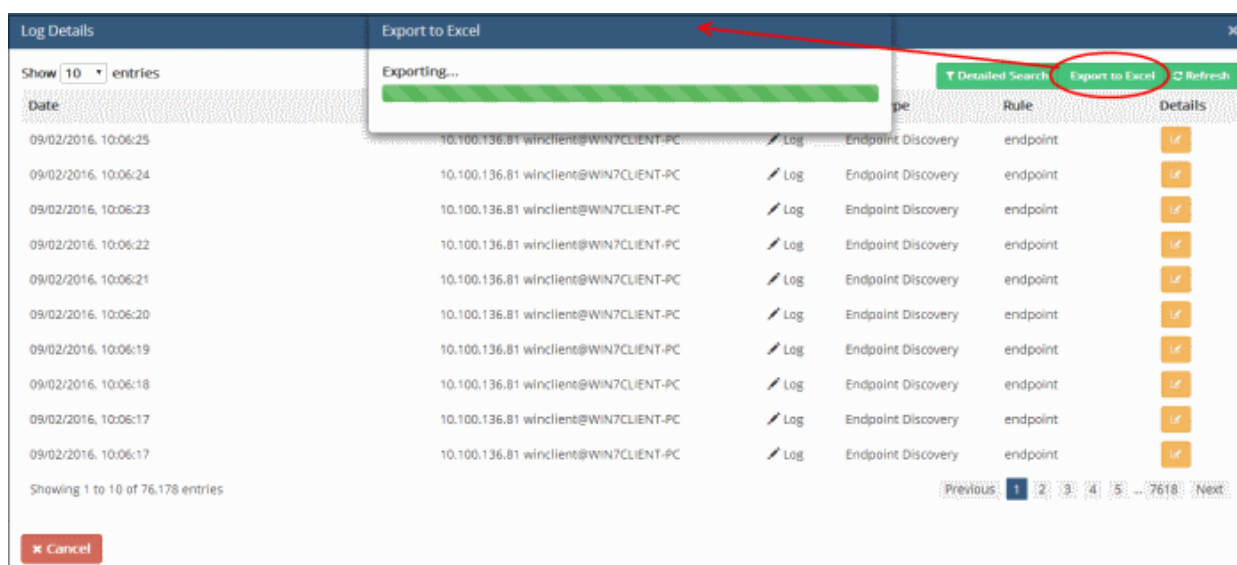 Log Details Export to Excel ×
Show 10 entries Exporting... Detailed Search Export to Excel Refresh
Date pe Rule Details
09/02/2016, 10:06:25 10.100.136.81 winclient@WIN7CLIENT-PC Log Endpoint Discovery endpoint
09/02/2016, 10:06:24 10.100.136.81 winclient@WIN7CLIENT-PC Log Endpoint Discovery endpoint
09/02/2016, 10:06:23 10.100.136.81 winclient@WIN7CLIENT-PC Log Endpoint Discovery endpoint
09/02/2016, 10:06:22 10.100.136.81 winclient@WIN7CLIENT-PC Log Endpoint Discovery endpoint
09/02/2016, 10:06:21 10.100.136.81 winclient@WIN7CLIENT-PC Log Endpoint Discovery endpoint
09/02/2016, 10:06:20 10.100.136.81 winclient@WIN7CLIENT-PC Log Endpoint Discovery endpoint
09/02/2016, 10:06:19 10.100.136.81 winclient@WIN7CLIENT-PC Log Endpoint Discovery endpoint
09/02/2016, 10:06:18 10.100.136.81 winclient@WIN7CLIENT-PC Log Endpoint Discovery endpoint
09/02/2016, 10:06:17 10.100.136.81 winclient@WIN7CLIENT-PC Log Endpoint Discovery endpoint
09/02/2016, 10:06:17 10.100.136.81 winclient@WIN7CLIENT-PC Log Endpoint Discovery endpoint
Showing 1 to 10 of 76,178 entries Previous 1 2 3 4 5 ... 7618 Next
× Cancel